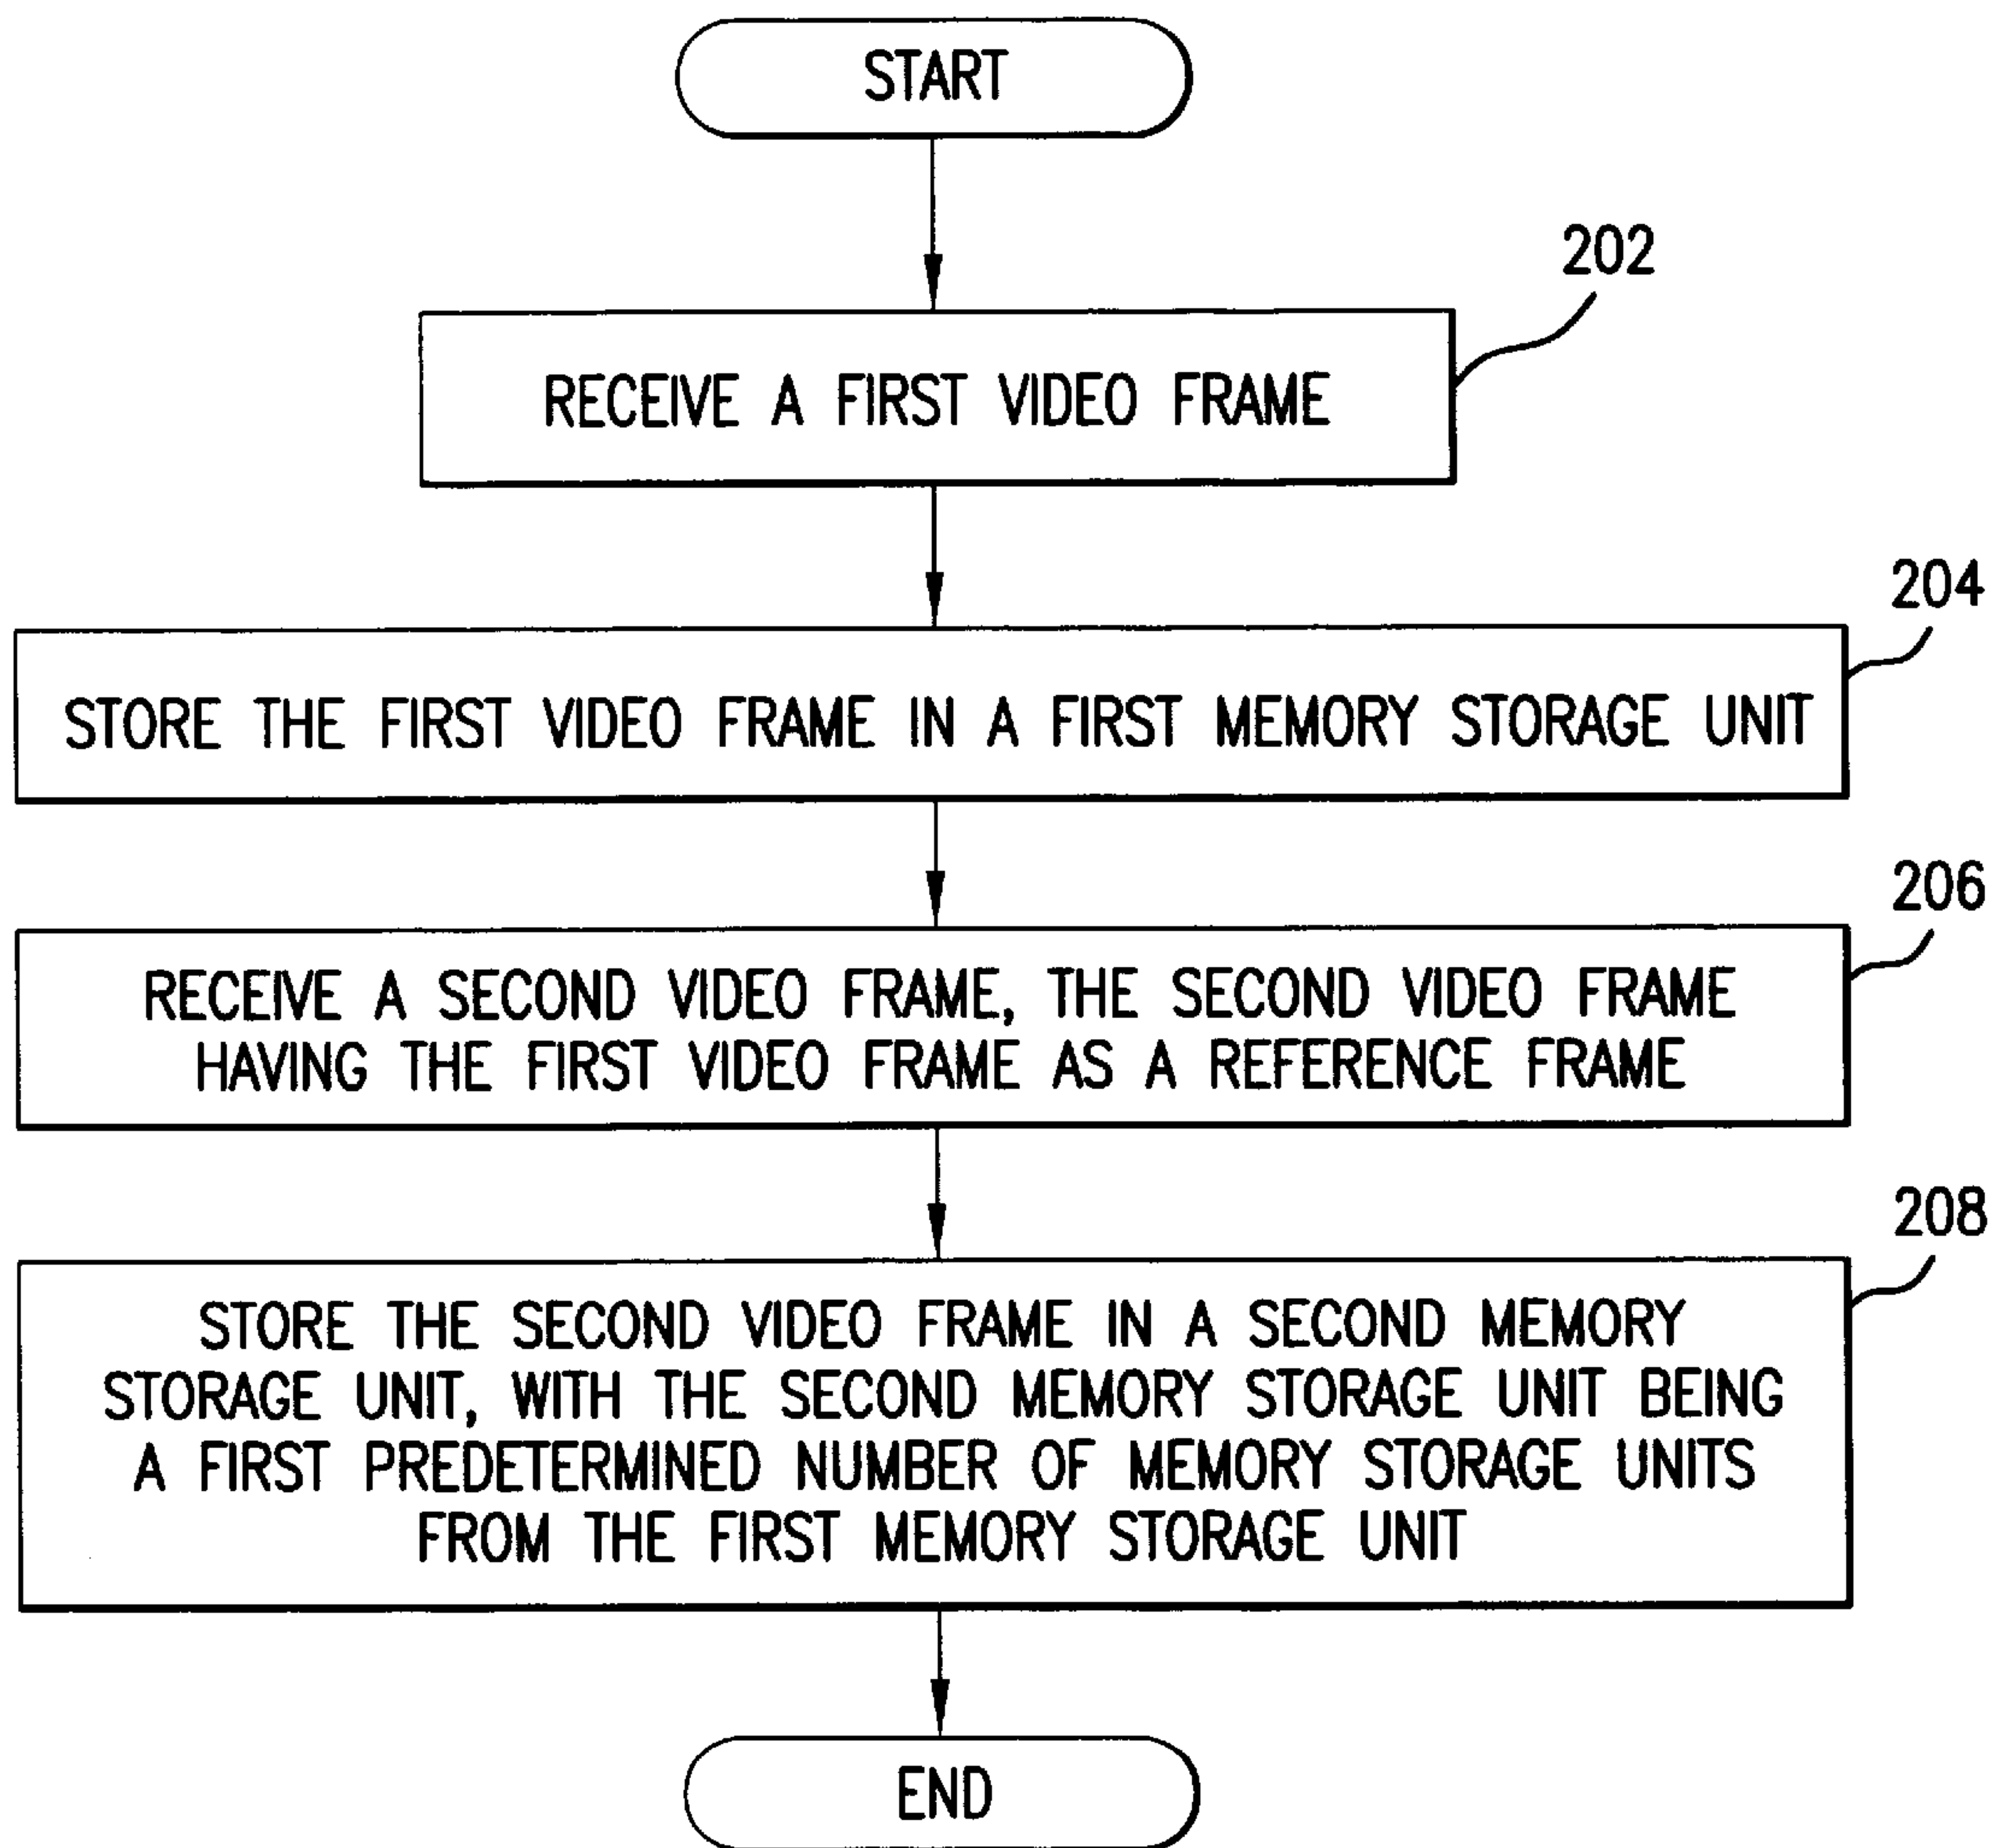 START
202
RECEIVE A FIRST VIDEO FRAME
204
STORE THE FIRST VIDEO FRAME IN A FIRST MEMORY STORAGE UNIT
206
RECEIVE A SECOND VIDEO FRAME, THE SECOND VIDEO FRAME
HAVING THE FIRST VIDEO FRAME AS A REFERENCE FRAME
208
STORE THE SECOND VIDEO FRAME IN A SECOND MEMORY
STORAGE UNIT, WITH THE SECOND MEMORY STORAGE UNIT BEING
A FIRST PREDETERMINED NUMBER OF MEMORY STORAGE UNITS
FROM THE FIRST MEMORY STORAGE UNIT
END